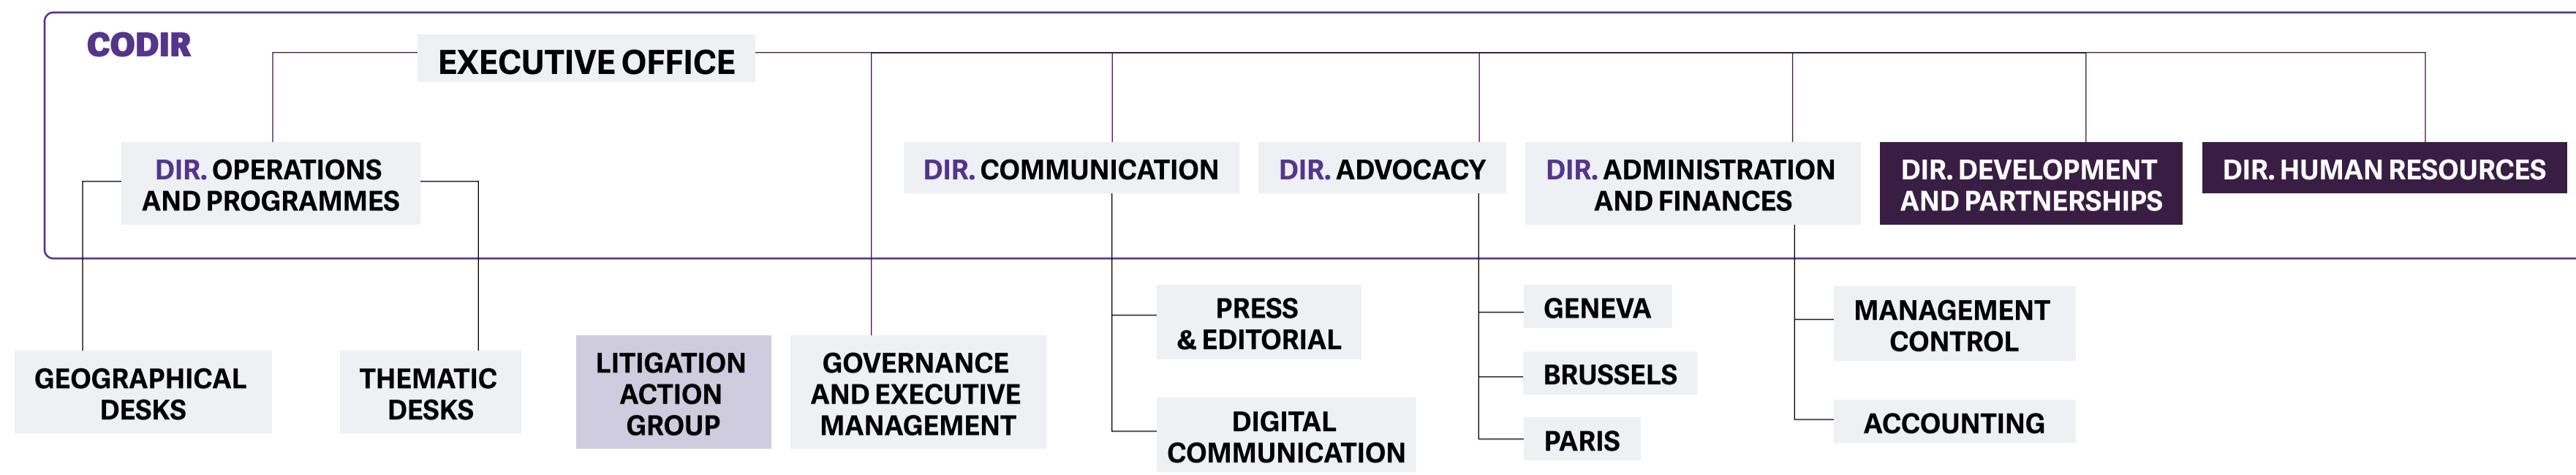 CODIR
EXECUTIVE OFFICE
DIR. OPERATIONS
AND PROGRAMMES
DIR. COMMUNICATION
DIR. ADVOCACY
DIR. ADMINISTRATION
AND FINANCES
DIR. DEVELOPMENT
AND PARTNERSHIPS
DIR. HUMAN RESOURCES
GEOGRAPHICAL
DESKS
THEMATIC
DESKS
LITIGATION
ACTION
GROUP
GOVERNANCE
AND EXECUTIVE
MANAGEMENT
PRESS
& EDITORIAL
DIGITAL
COMMUNICATION
GENEVA
BRUSSELS
PARIS
MANAGEMENT
CONTROL
ACCOUNTING